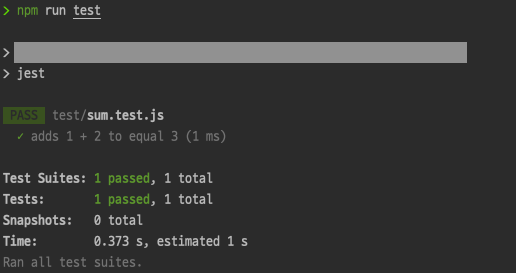 > npm run test
>
> jest
PASS test/sum.test.js
✓ adds 1 + 2 to equal 3 (1 ms)
Test Suites: 1 passed, 1 total
Tests: 1 passed, 1 total
Snapshots: 0 total
Time: 0.373 s, estimated 1 s
Ran all test suites.